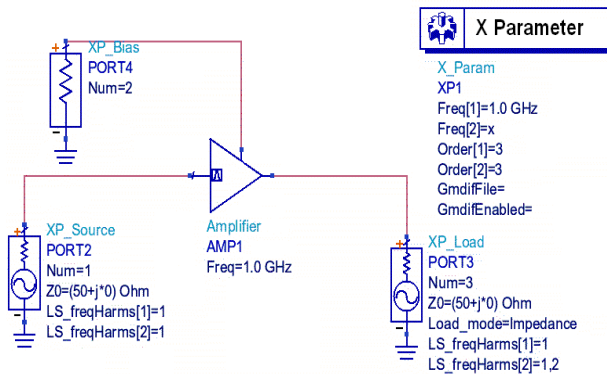 XP_Bias
PORT4
Num=2
X Parameter
X_Param
XP1
Freq[1]=1.0 GHz
Freq[2]=x
Order[1]=3
Order[2]=3
GmdifFile=
GmdifEnabled=
Amplifier
AMP1
Freq=1.0 GHz
XP_Source
PORT2
Num=1
Z0=(50+j*0) Ohm
LS_freqHarms[1]=1
LS_freqHarms[2]=1
XP_Load
PORT3
Num=3
Z0=(50+j*0) Ohm
Load_mode=Impedance
LS_freqHarms[1]=1
LS_freqHarms[2]=1,2